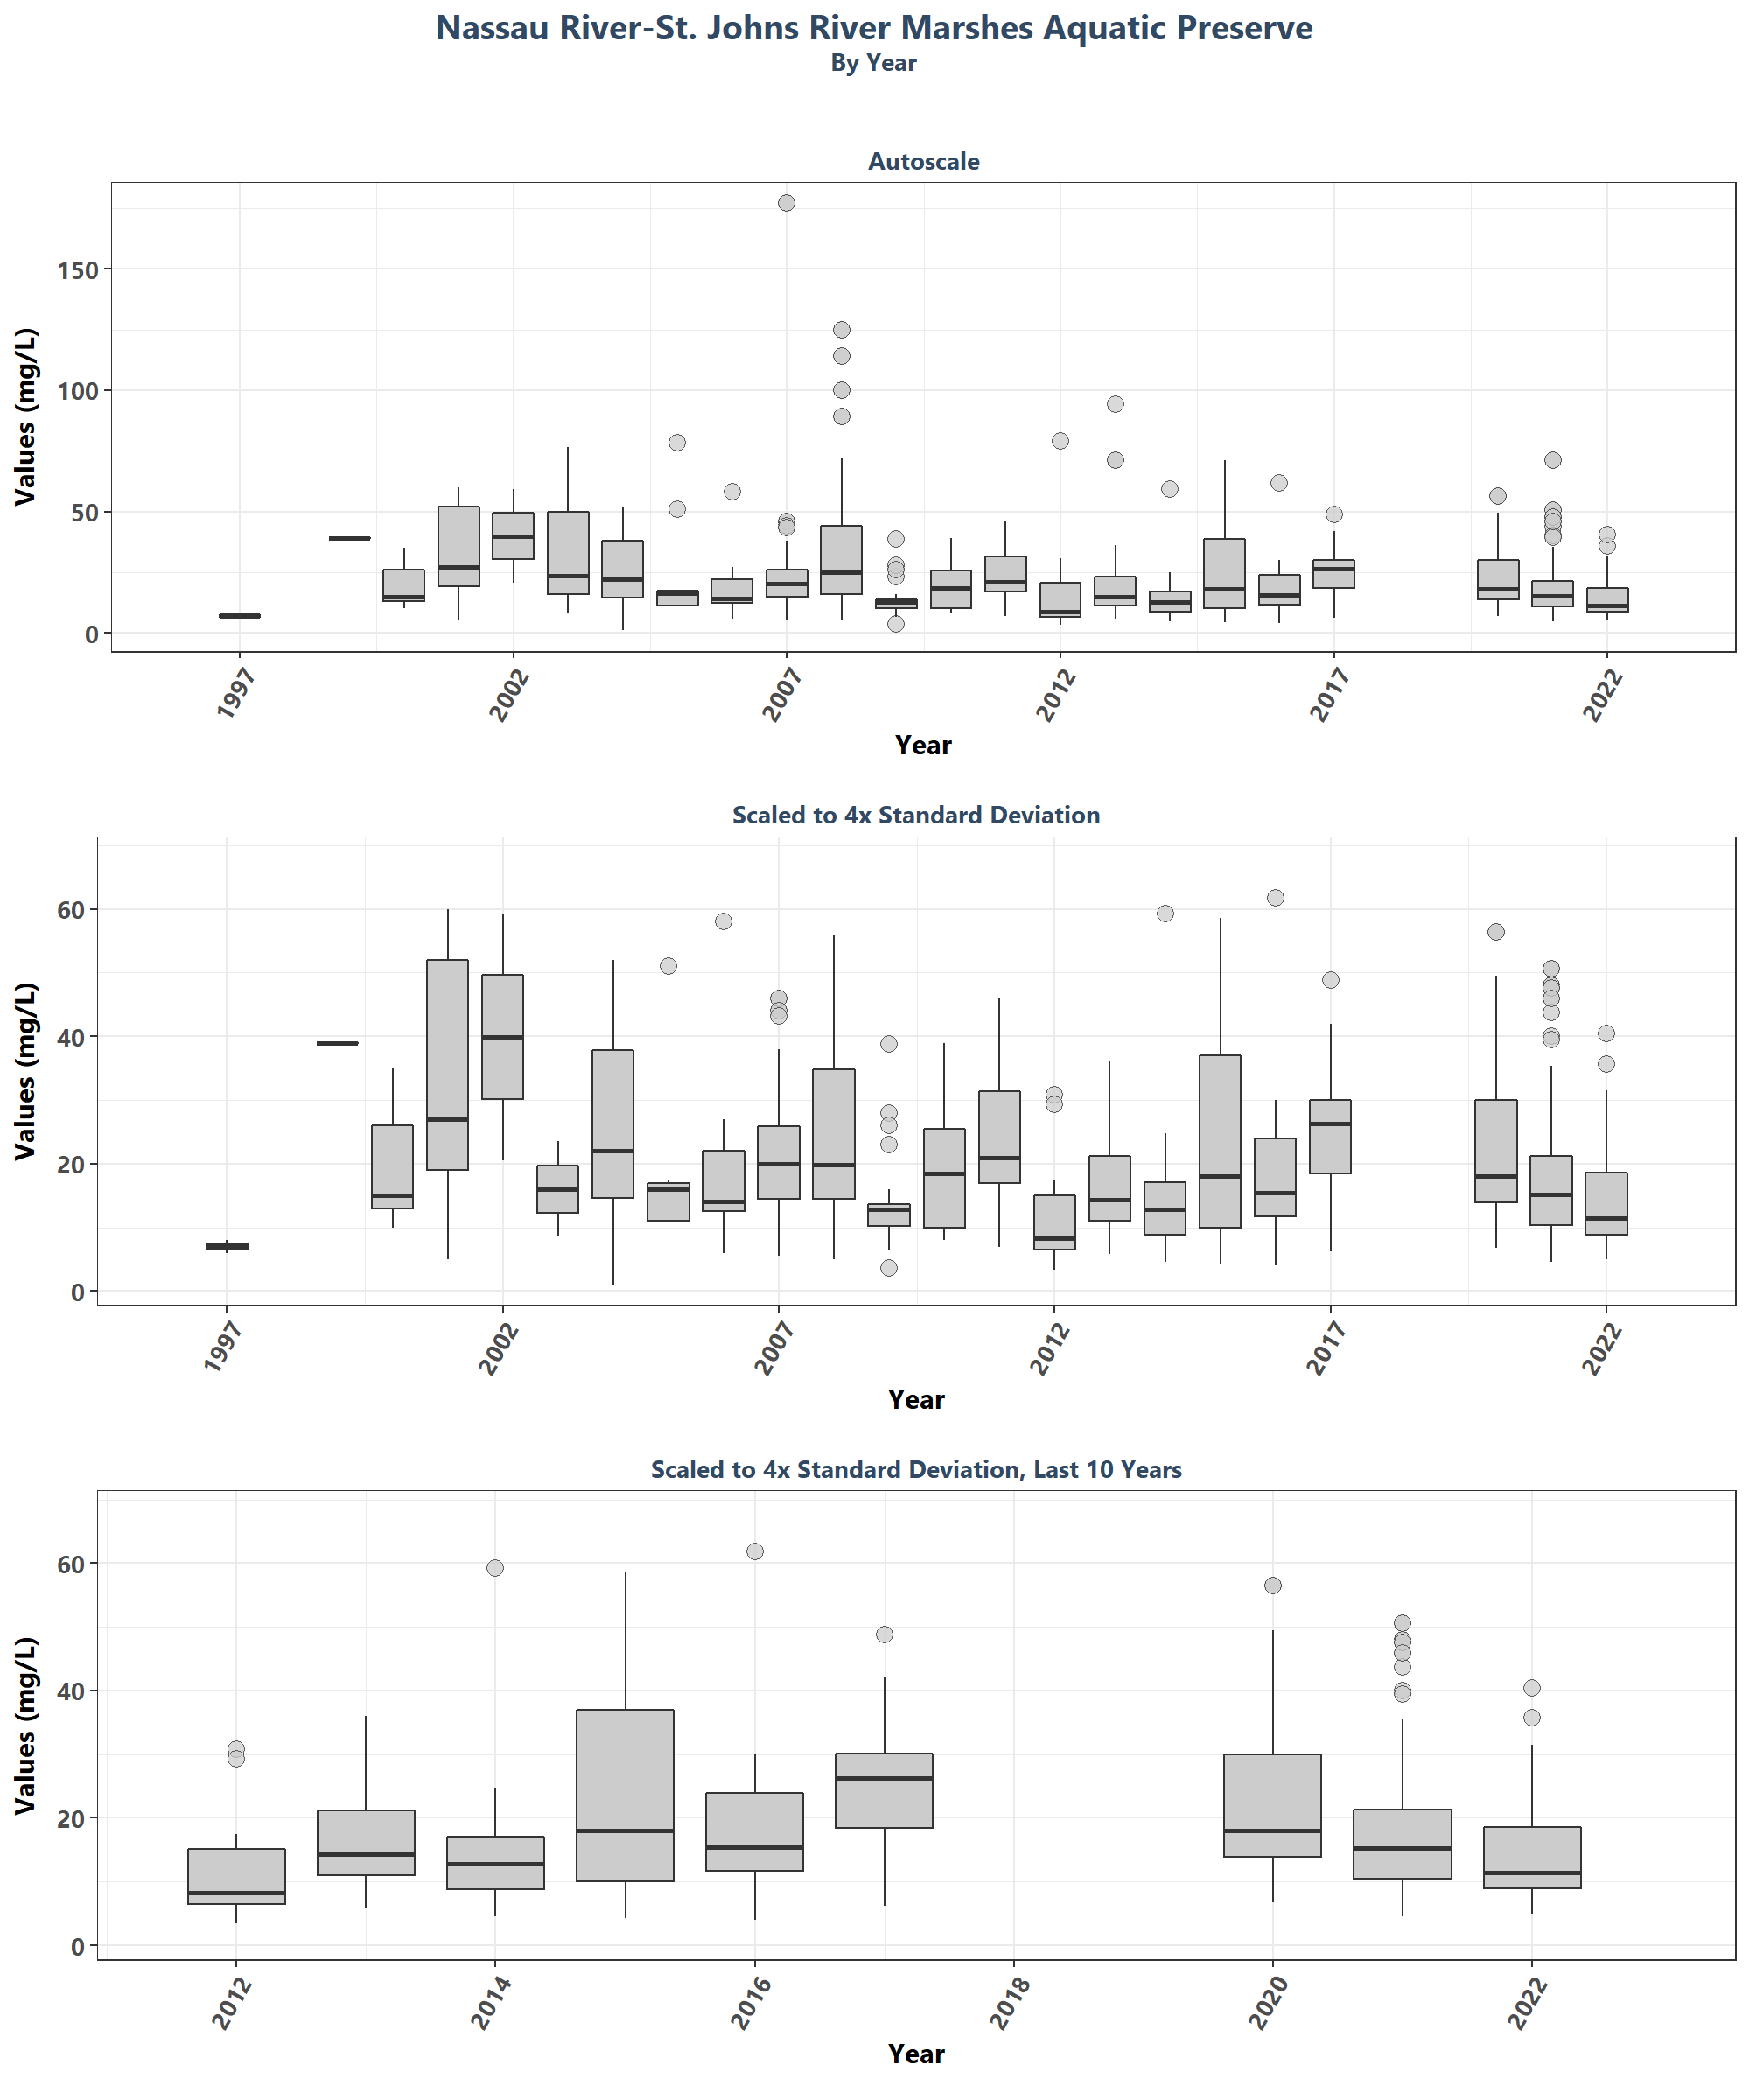 Nassau River-St. Johns River Marshes Aquatic Preserve
By Year
Autoscale
Values (mg/L)
150
100
50
0
1997 2002 2007 2012 2017 2022
Year
Scaled to 4x Standard Deviation
Values (mg/L)
60
40
20
0
1997 2002 2007 2012 2017 2022
Year
Scaled to 4x Standard Deviation, Last 10 Years
Values (mg/L)
60
40
20
0
2012 2014 2016 2018 2020 2022
Year